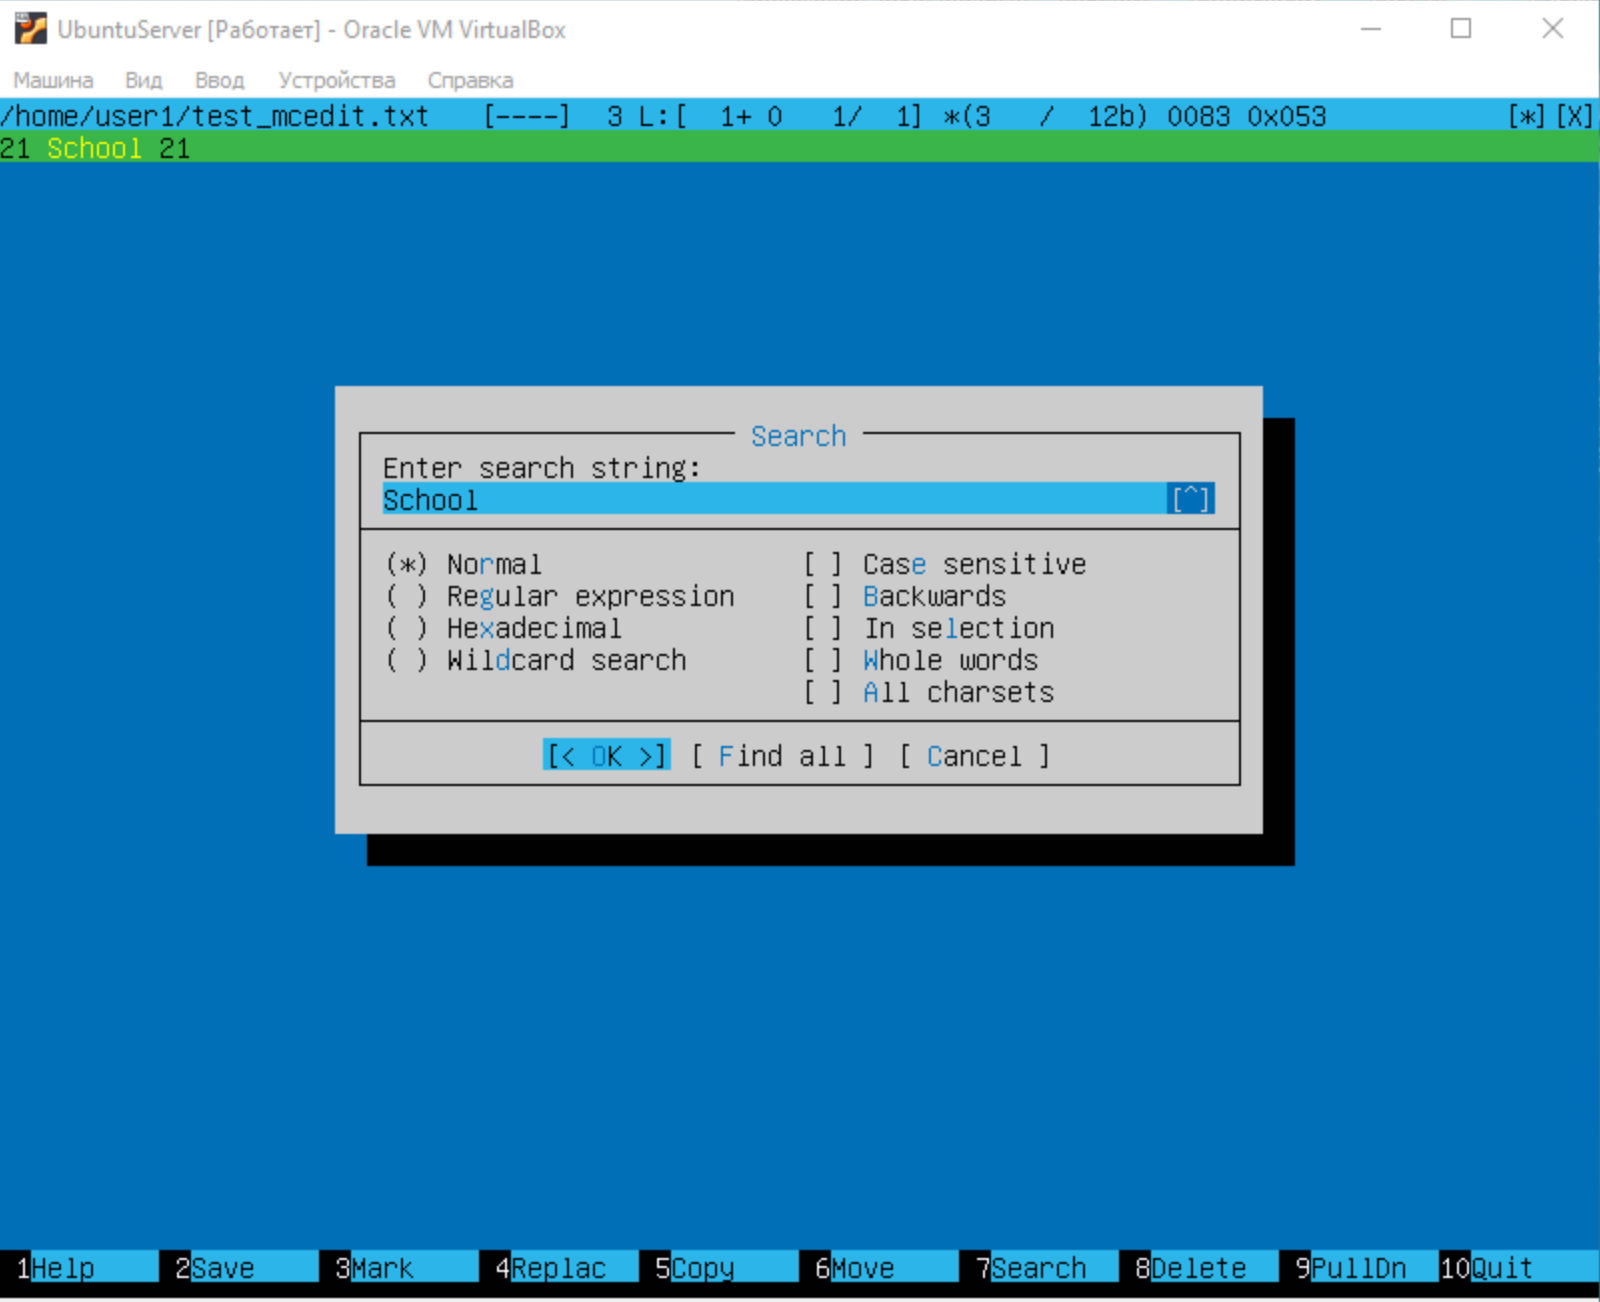 UbuntuServer [Работает] - Oracle VM VirtualBox
Машина Вид Ввод Устройства Справка
/home/user1/test_mcedit.txt [----] 3 L:[ 1+ 0 1/ 1] *(3 / 12b) 0083 0x053 [*][X]
21 School 21
Search
Enter search string:
School [^]
(*) Normal [ ] Case sensitive
( ) Regular expression [ ] Backwards
( ) Hexadecimal [ ] In selection
( ) Wildcard search [ ] Whole words
[ ] All charsets
[< OK >] [ Find all ] [ Cancel ]
1Help 2Save 3Mark 4Replac 5Copy 6Move 7Search 8Delete 9PullDn 10Quit